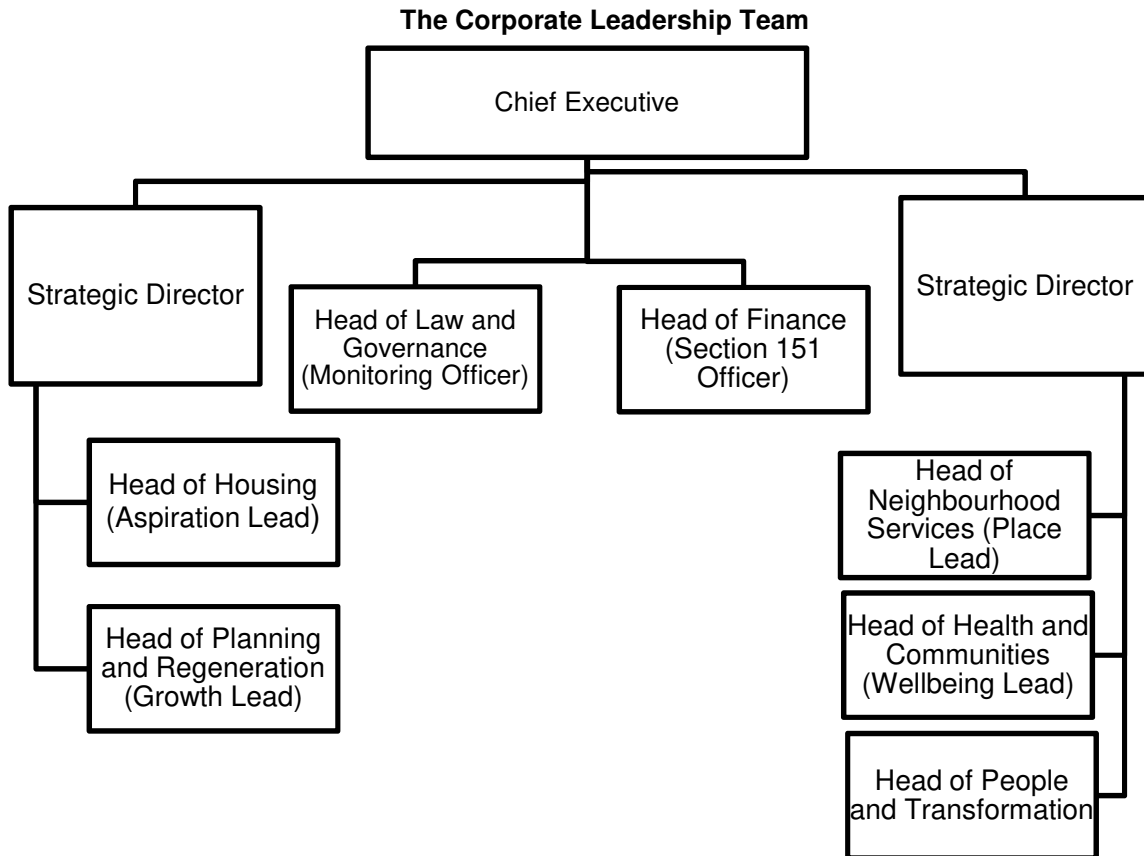 The Corporate Leadership Team
Chief Executive
Strategic Director
Head of Law and
Governance
(Monitoring Officer)
Head of Finance
(Section 151
Officer)
Strategic Director
Head of Housing
(Aspiration Lead)
Head of Planning
and Regeneration
(Growth Lead)
Head of
Neighbourhood
Services (Place
Lead)
Head of Health and
Communities
(Wellbeing Lead)
Head of People
and Transformation